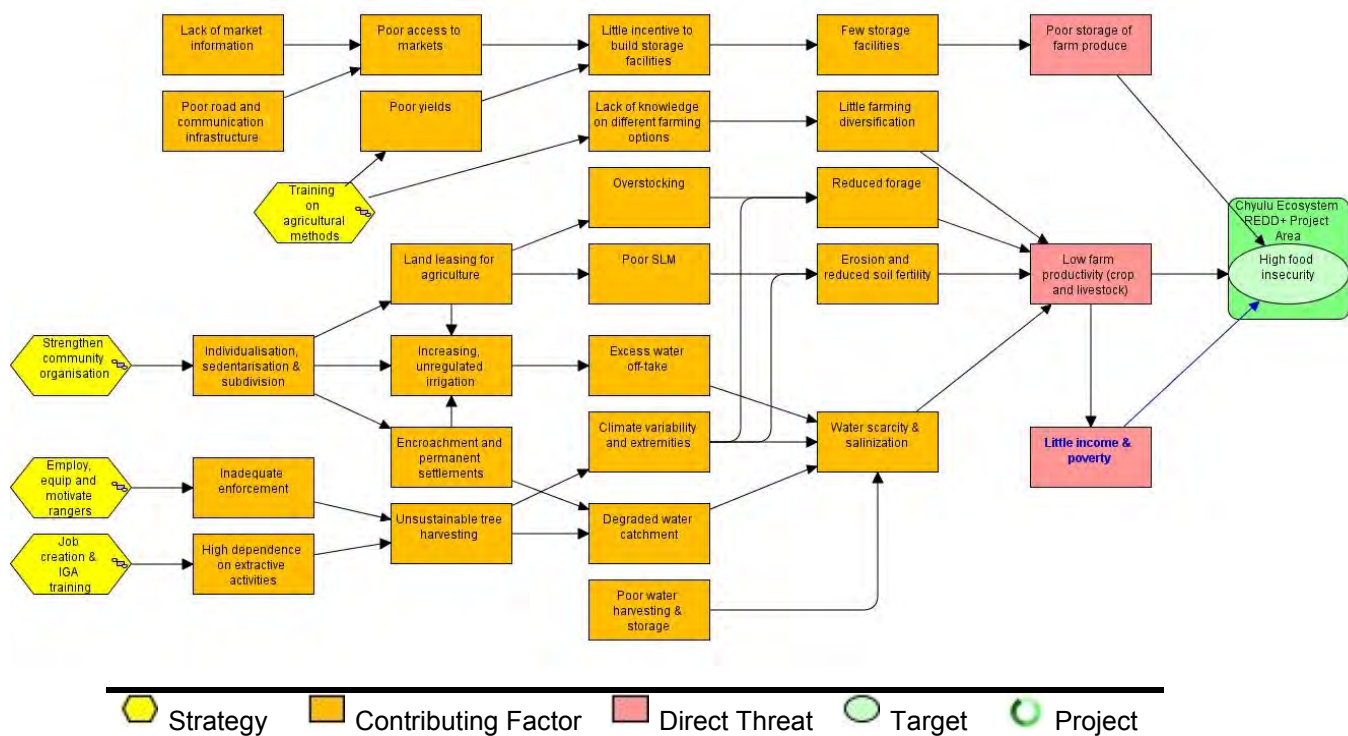 Lack of market
information
Poor access to
markets
Little incentive to
build storage
facilities
Few storage
facilities
Poor storage of
farm produce
Poor road and
communication
infrastructure
Poor yields
Lack of knowledge
on different farming
options
Little farming
diversification
Training
on
agricultural
methods
Overstocking
Reduced forage
Chyulu Ecosystem
REDD+ Project
Area
High food
insecurity
Land leasing for
agriculture
Poor SLM
Erosion and
reduced soil fertility
Low farm
productivity (crop
and livestock)
Strengthen
community
organisation
Individualisation,
sedentarisation &
subdivision
Increasing,
unregulated
irrigation
Excess water
off-take
Climate variability
and extremities
Water scarcity &
salinization
Little income &
poverty
Encroachment and
permanent
settlements
Employ,
equip and
motivate
rangers
Inadequate
enforcement
Unsustainable tree
harvesting
Degraded water
catchment
Job
creation &
IGA
training
High dependence
on extractive
activities
Poor water
harvesting &
storage
Strategy
Contributing Factor
Direct Threat
Target
Project